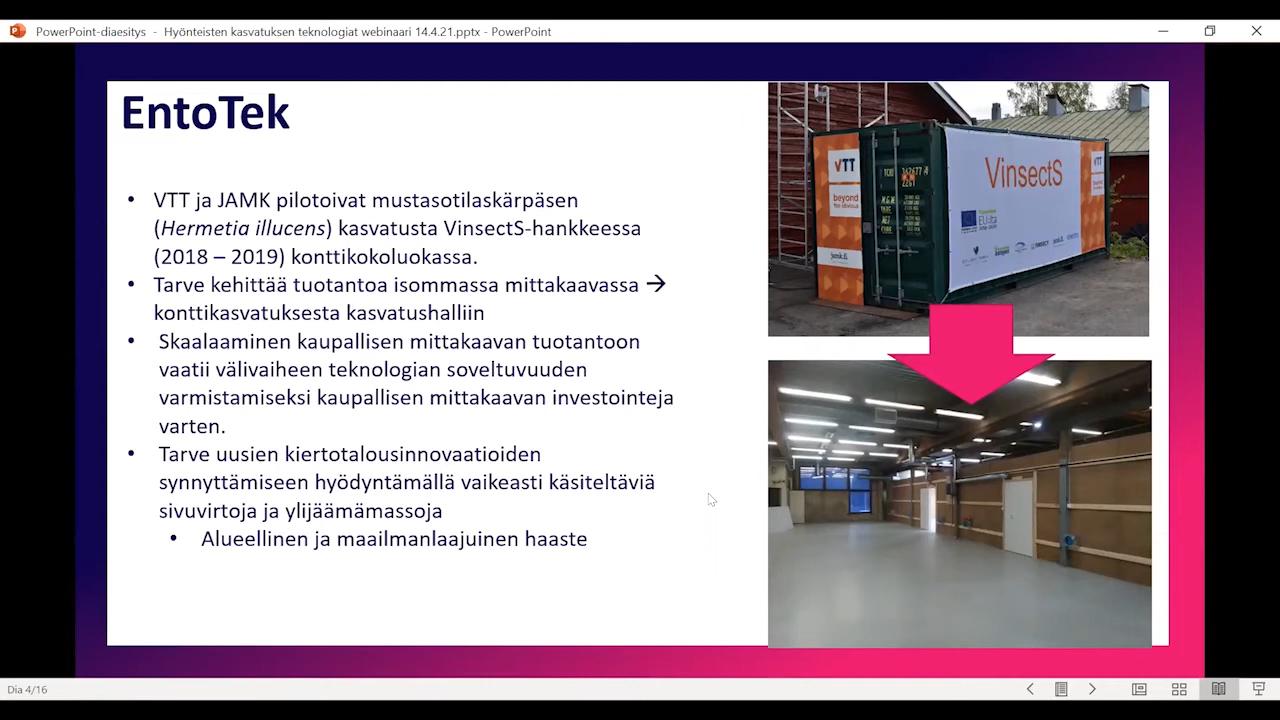 PowerPoint-diaesitys - Hyönteisten kasvatuksen teknologiat webinaari 14.4.21.pptx - PowerPoint
EntoTek
• VTT ja JAMK pilotoivat mustasotilaskärpäsen
(Hermetia illucens) kasvatusta VinsectS-hankkeessa
(2018 – 2019) konttikokoluokassa.
• Tarve kehittää tuotantoa isommassa mittakaavassa →
konttikasvatuksesta kasvatushalliin
• Skaalaaminen kaupallisen mittakaavan tuotantoon
vaatii välivaiheen teknologian soveltuvuuden
varmistamiseksi kaupallisen mittakaavan investointeja
varten.
• Tarve uusien kiertotalousinnovaatioiden
synnyttämiseen hyödyntämällä vaikeasti käsiteltäviä
sivuvirtoja ja ylijäämämassoja
• Alueellinen ja maailmanlaajuinen haaste
VTT
beyond
the obvious
jamk.fi
VinsectS
VTT
Dia 4/16